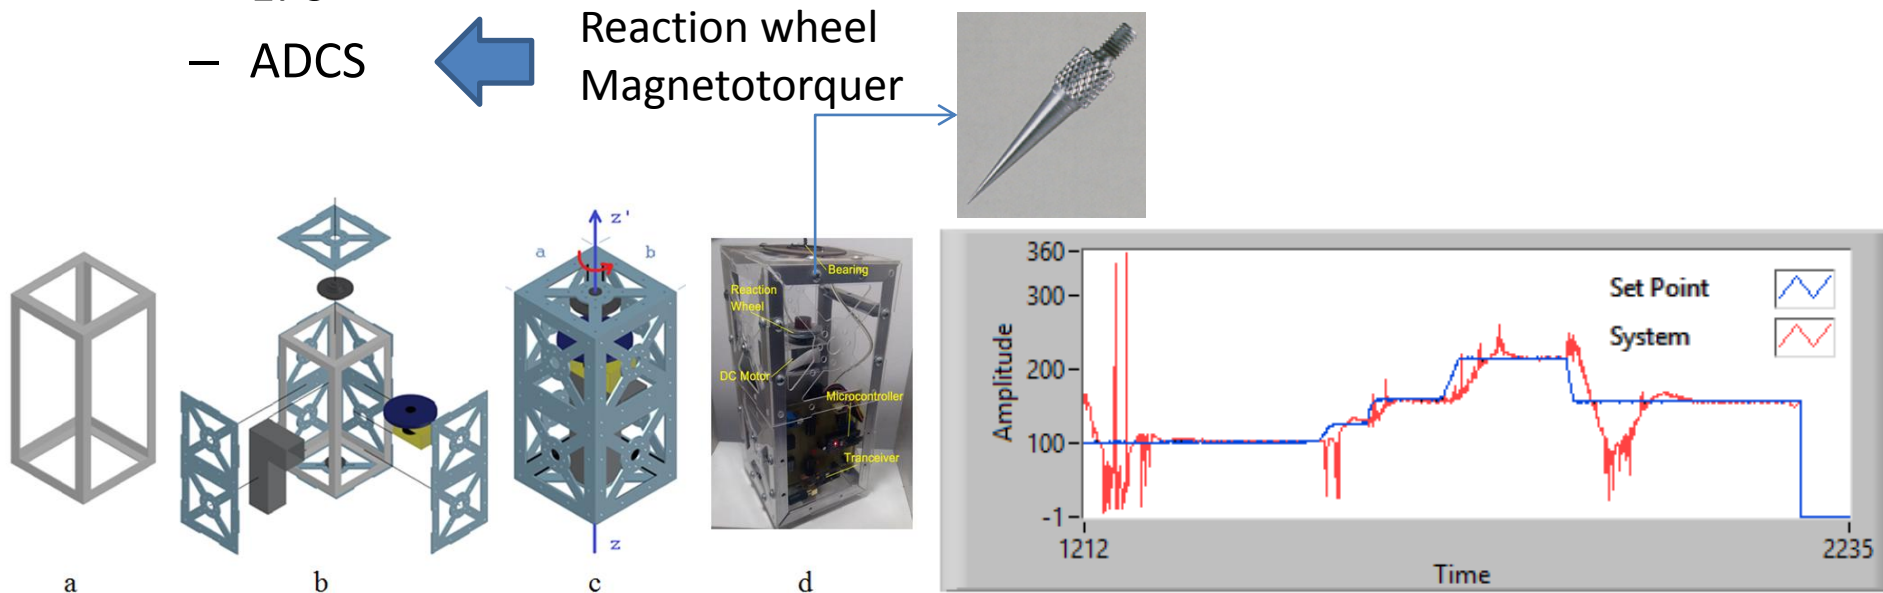 – ADCS
Reaction wheel
Magnetotorquer
z'
a
b
Bearing
Reaction
Wheel
DC Motor
Microcontroller
Tranceiver
z
a
b
c
d
360
300
200
100
-1
Amplitude
Set Point
System
1212
2235
Time